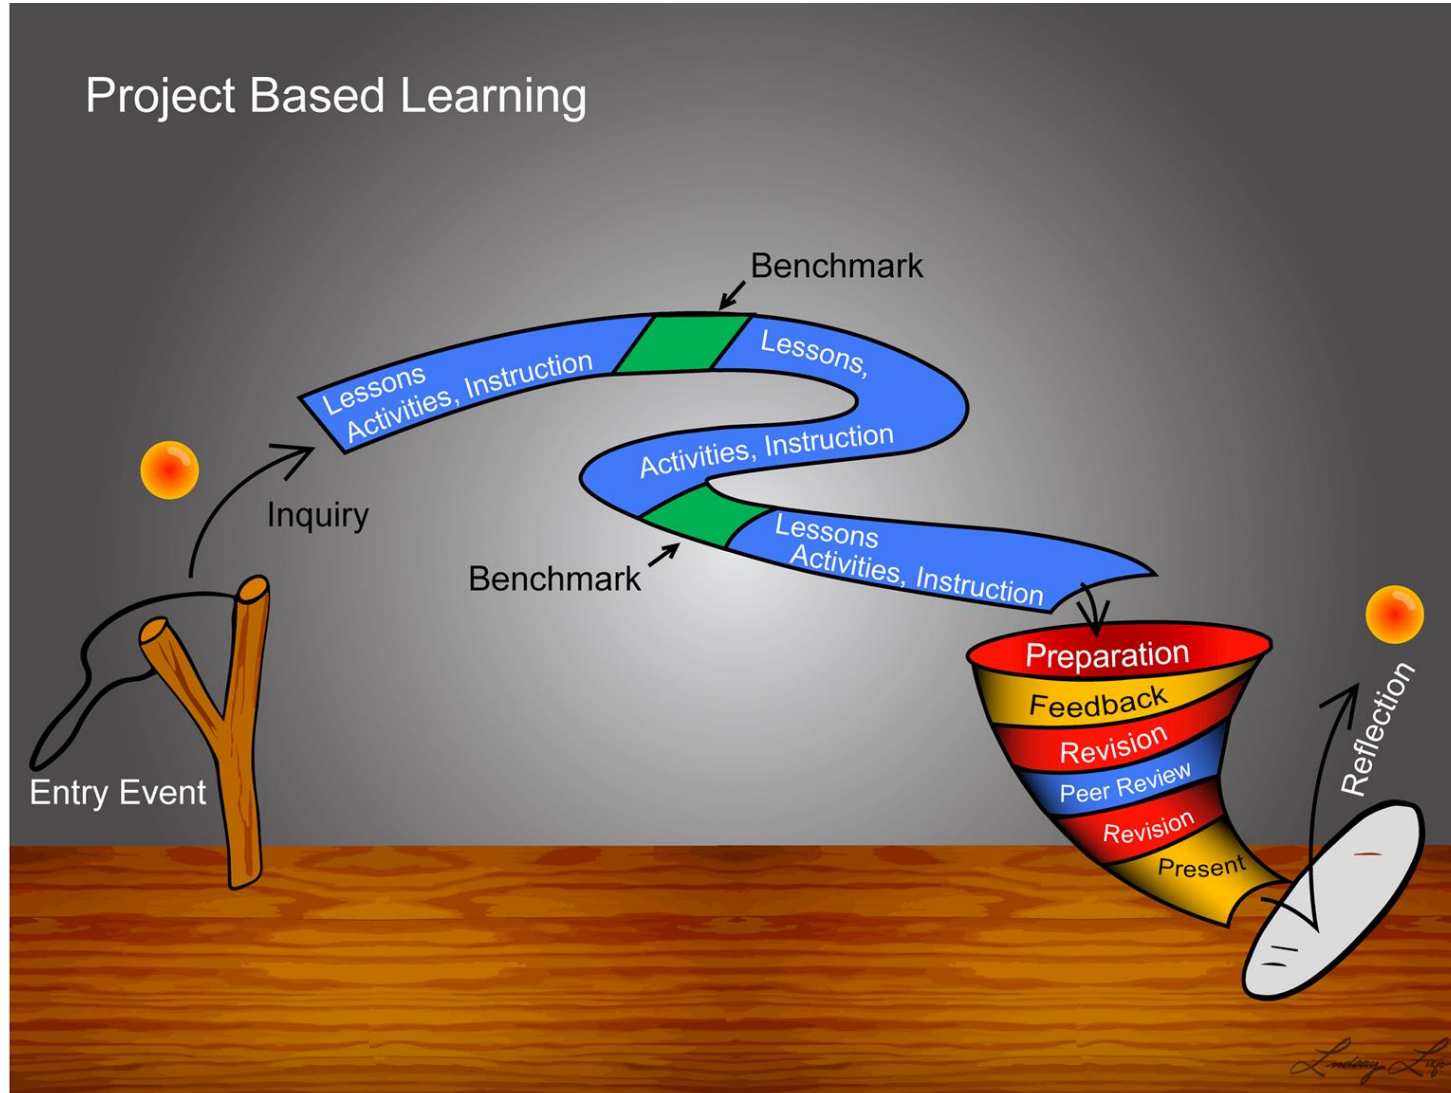 Project Based Learning
Benchmark
Lessons
Activities, Instruction
Lessons,
Activities, Instruction
Inquiry
Benchmark
Lessons
Activities, Instruction
Entry Event
Preparation
Feedback
Revision
Peer Review
Revision
Present
Reflection
Lindsay